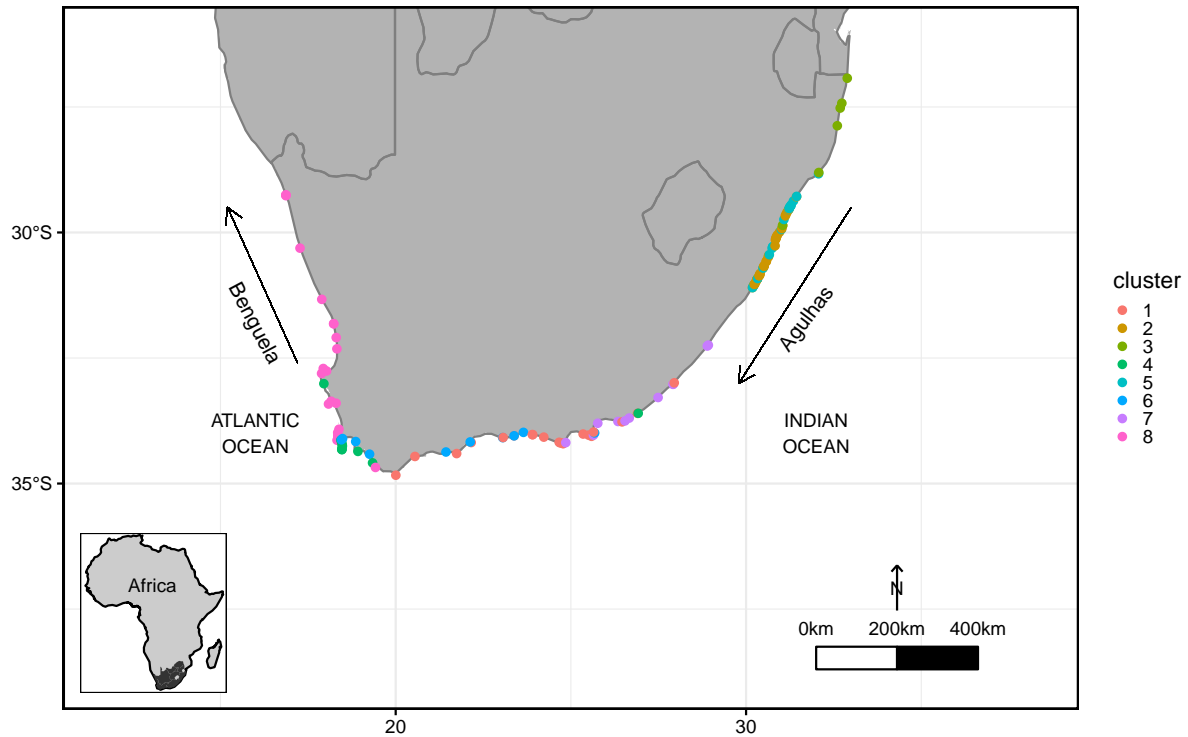 30°S
35°S
20
30
Benguela
Agulhas
ATLANTIC
OCEAN
INDIAN
OCEAN
Africa
N
0km 200km 400km
cluster
1
2
3
4
5
6
7
8